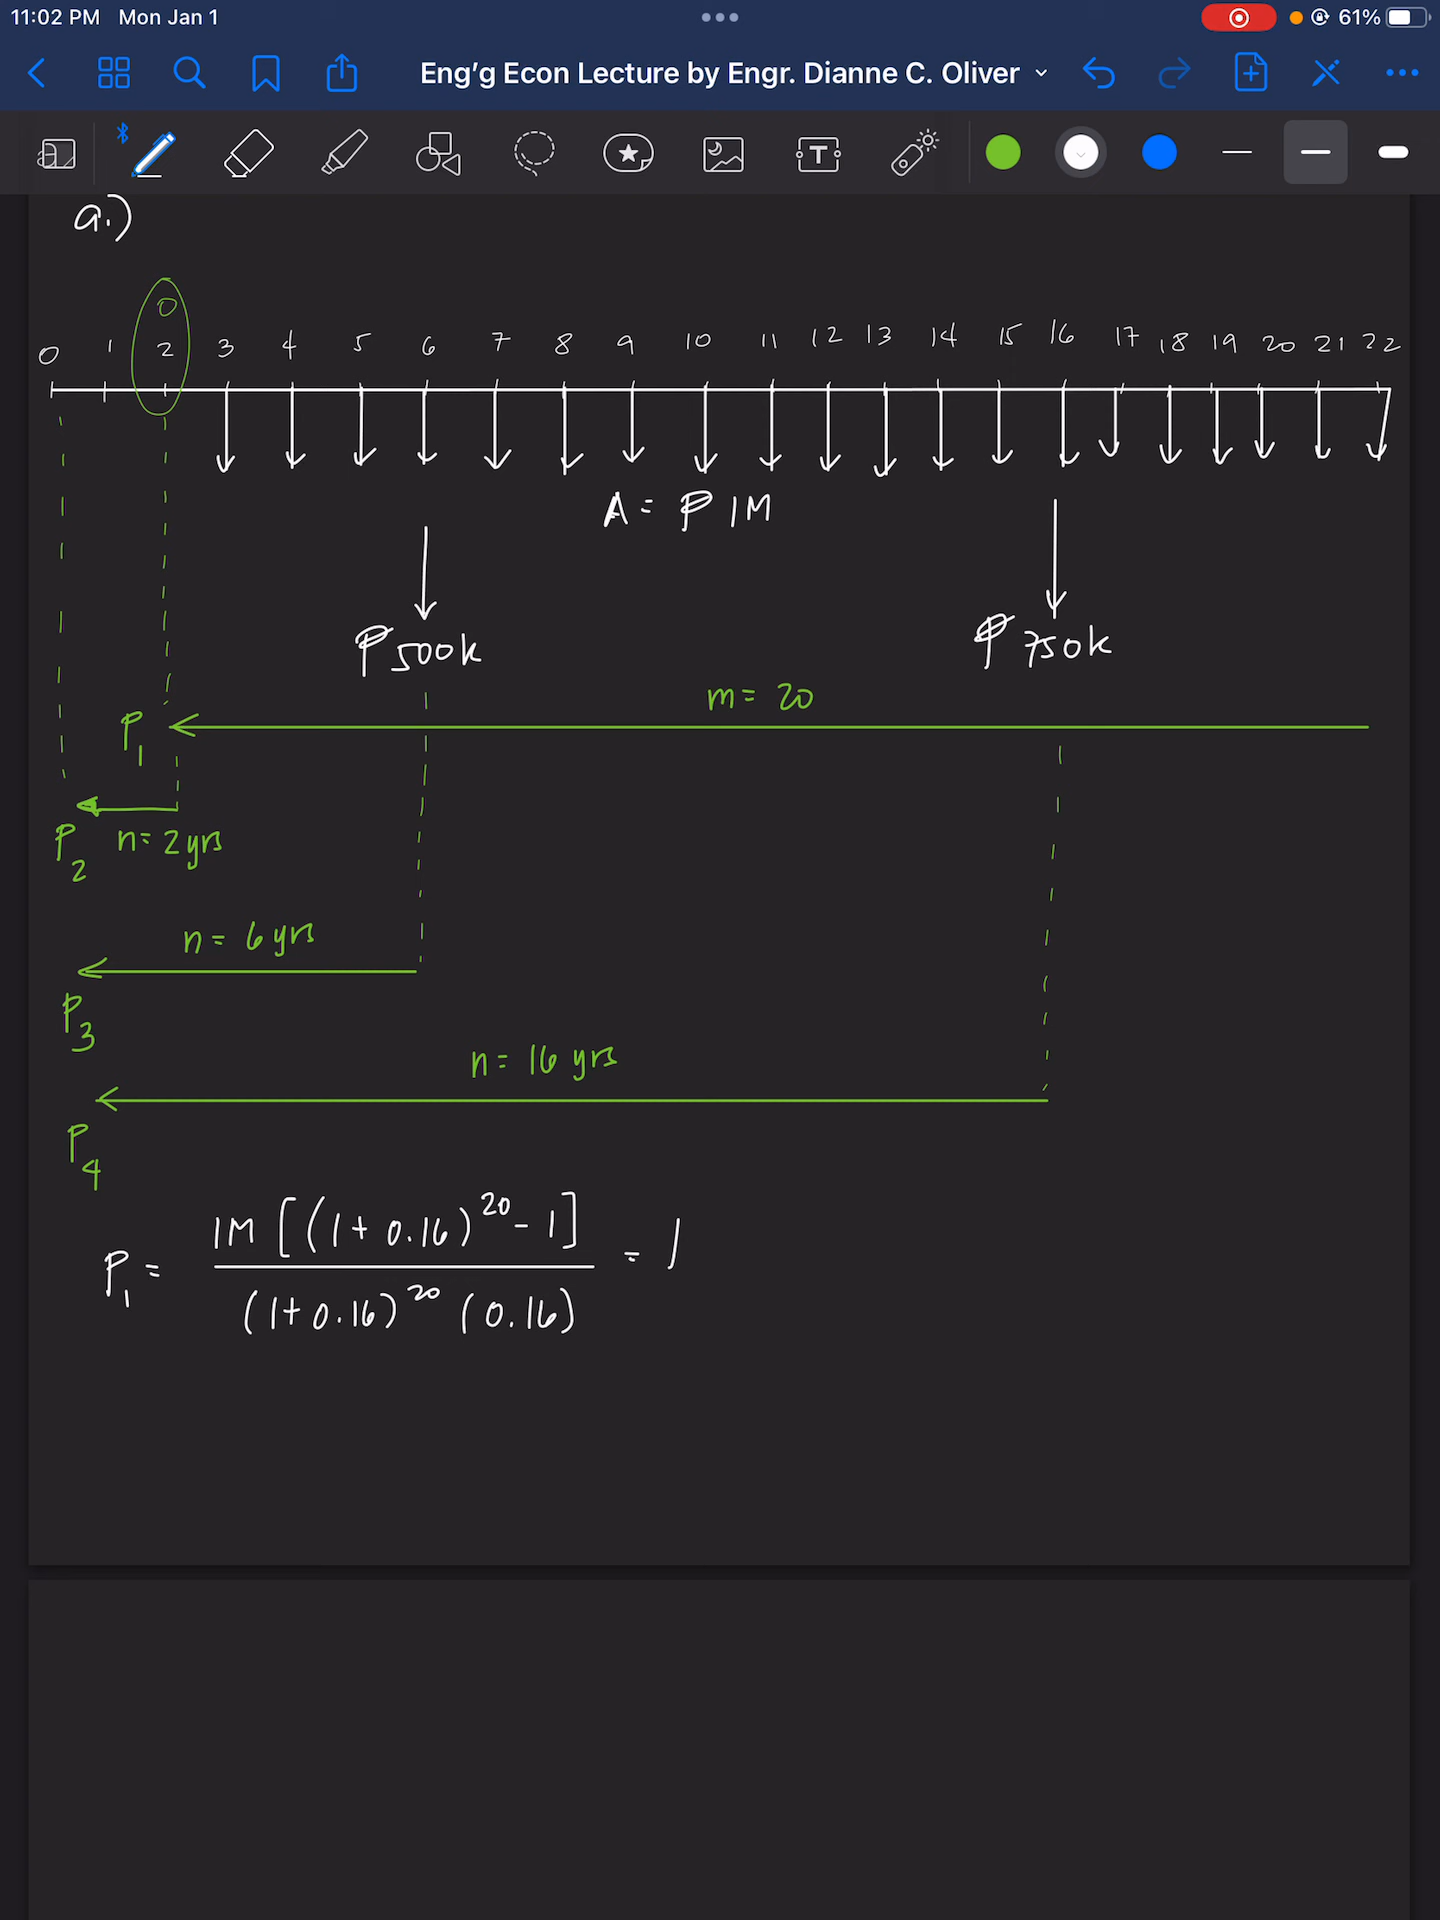 11:02 PM Mon Jan 1
61%
Eng'g Econ Lecture by Engr. Dianne C. Oliver
T
a.)
0
0 1 2 3 4 5 6 7 8 9 10 11 12 13 14 15 16 17 18 19 20 21 22
A = ₱ 1M
₱500k
₱750k
m = 20
P1
P2 n = 2 yrs
n = 6 yrs
P3
n = 16 yrs
P4
P1 = 1M [(1 + 0.16)^20 - 1] / (1 + 0.16)^20 (0.16) = 1